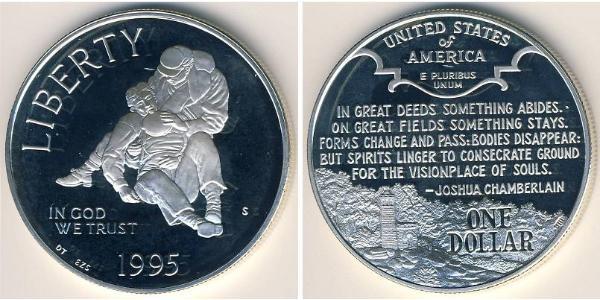 LIBERTY
IN GOD
WE TRUST
S
DT EZS
1995
UNITED STATES
of
AMERICA
E PLURIBUS
UNUM
IN GREAT DEEDS SOMETHING ABIDES.
ON GREAT FIELDS SOMETHING STAYS.
FORMS CHANGE AND PASS: BODIES DISAPPEAR:
BUT SPIRITS LINGER TO CONSECRATE GROUND
FOR THE VISIONPLACE OF SOULS.
–JOSHUA CHAMBERLAIN
ONE
DOLLAR